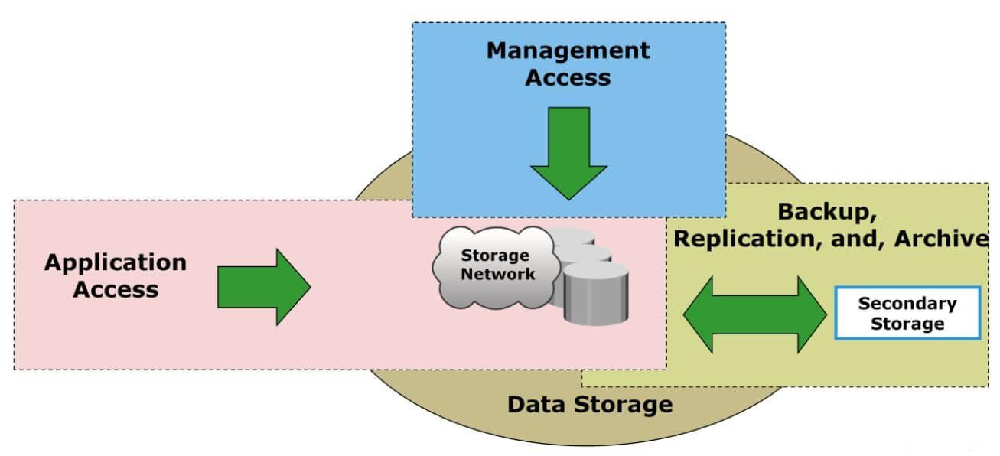 Management
Access
Backup,
Replication, and, Archive
Application
Access
Storage
Network
Secondary
Storage
Data Storage